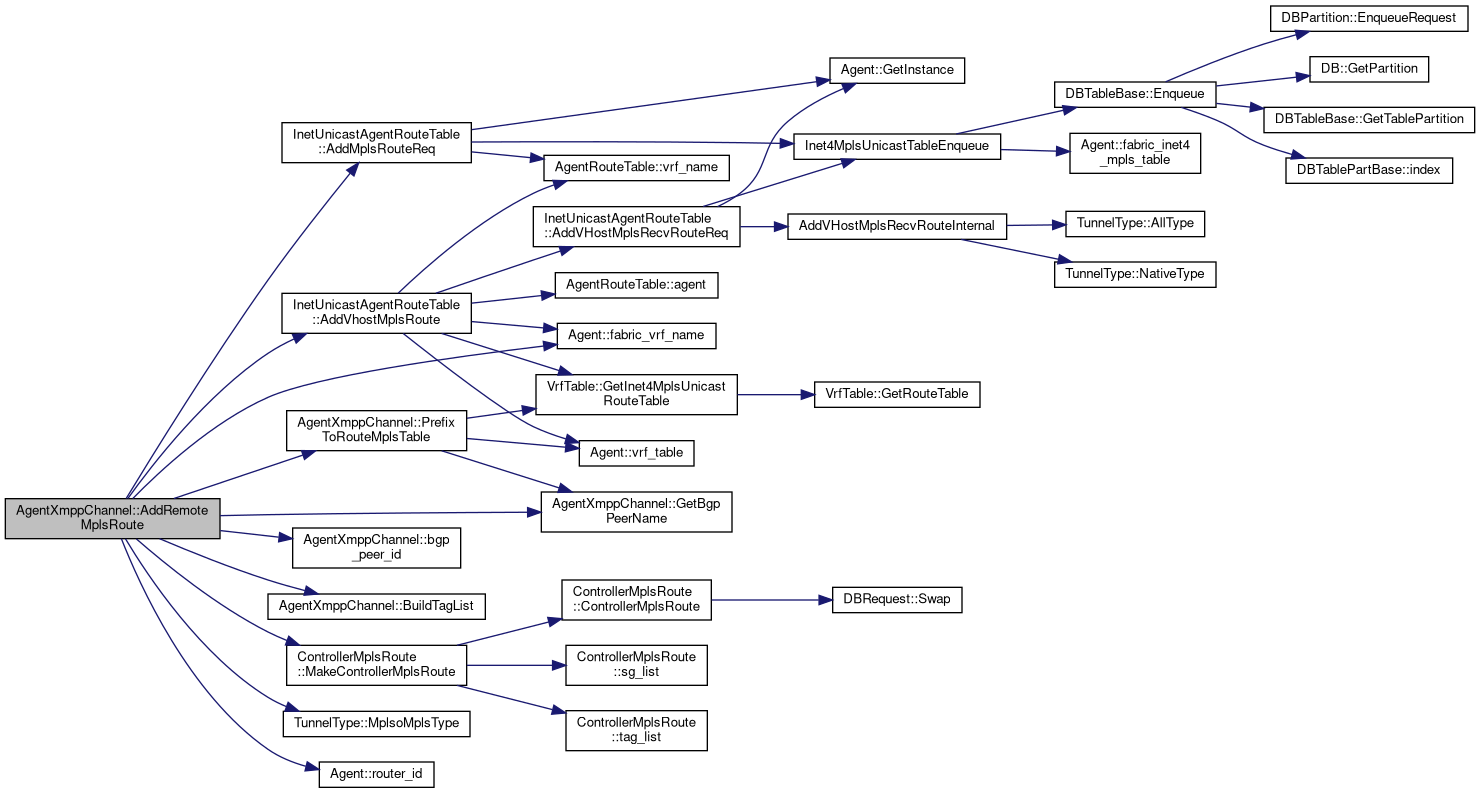 AgentXmppChannel::AddRemote
MplsRoute
InetUnicastAgentRouteTable
::AddMplsRouteReq
InetUnicastAgentRouteTable
::AddVhostMplsRoute
AgentXmppChannel::Prefix
ToRouteMplsTable
AgentXmppChannel::bgp
_peer_id
AgentXmppChannel::BuildTagList
ControllerMplsRoute
::MakeControllerMplsRoute
TunnelType::MplsoMplsType
Agent::router_id
AgentRouteTable::vrf_name
InetUnicastAgentRouteTable
::AddVHostMplsRecvRouteReq
AgentRouteTable::agent
Agent::fabric_vrf_name
VrfTable::GetInet4MplsUnicast
RouteTable
Agent::vrf_table
AgentXmppChannel::GetBgp
PeerName
ControllerMplsRoute
::ControllerMplsRoute
ControllerMplsRoute
::sg_list
ControllerMplsRoute
::tag_list
Agent::GetInstance
Inet4MplsUnicastTableEnqueue
AddVHostMplsRecvRouteInternal
VrfTable::GetRouteTable
DBRequest::Swap
DBTableBase::Enqueue
Agent::fabric_inet4
_mpls_table
TunnelType::AllType
TunnelType::NativeType
DBPartition::EnqueueRequest
DB::GetPartition
DBTableBase::GetTablePartition
DBTablePartBase::index